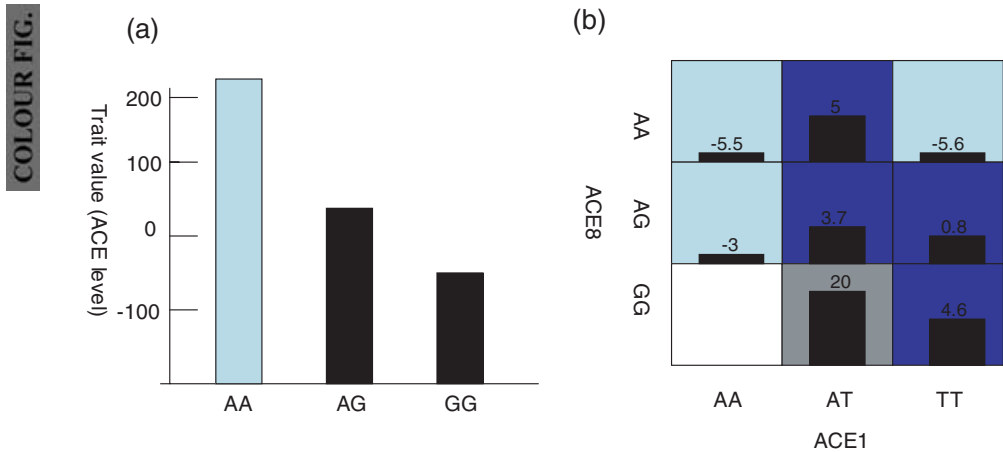 COLOUR FIG.
(a)
Trait value (ACE level)
200
100
0
-100
AA AG GG
(b)
ACE8
AA
-5.5 5 -5.6
AG
-3 3.7 0.8
GG
20 4.6
AA AT TT
ACE1